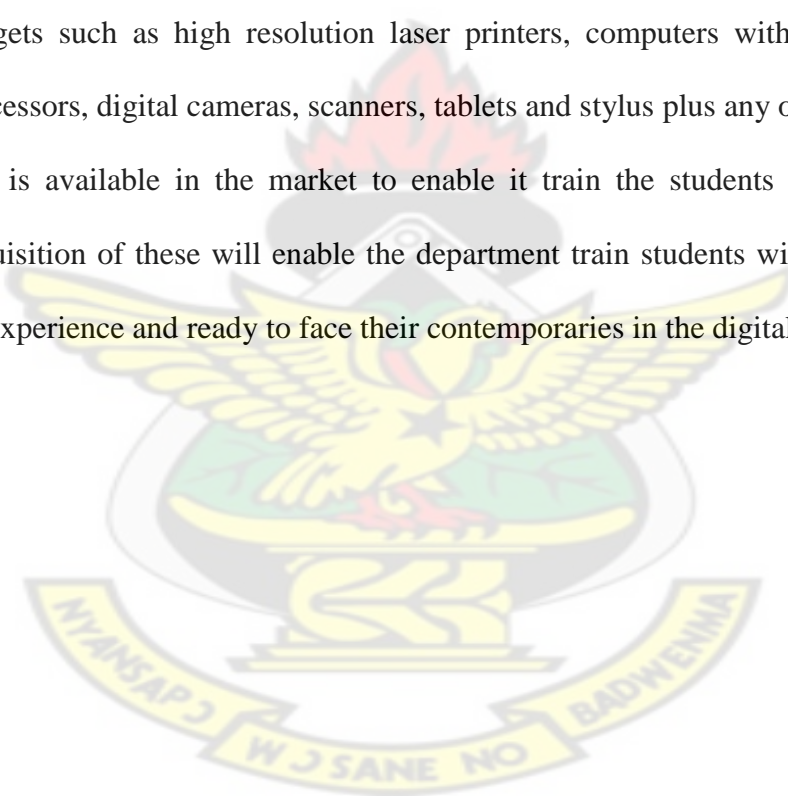 gets such as high resolution laser printers, computers with
cessors, digital cameras, scanners, tablets and stylus plus any o
is available in the market to enable it train the students
uisition of these will enable the department train students wi
xperience and ready to face their contemporaries in the digital
NYANSAPƆ WƆSANE NO BADWENMA